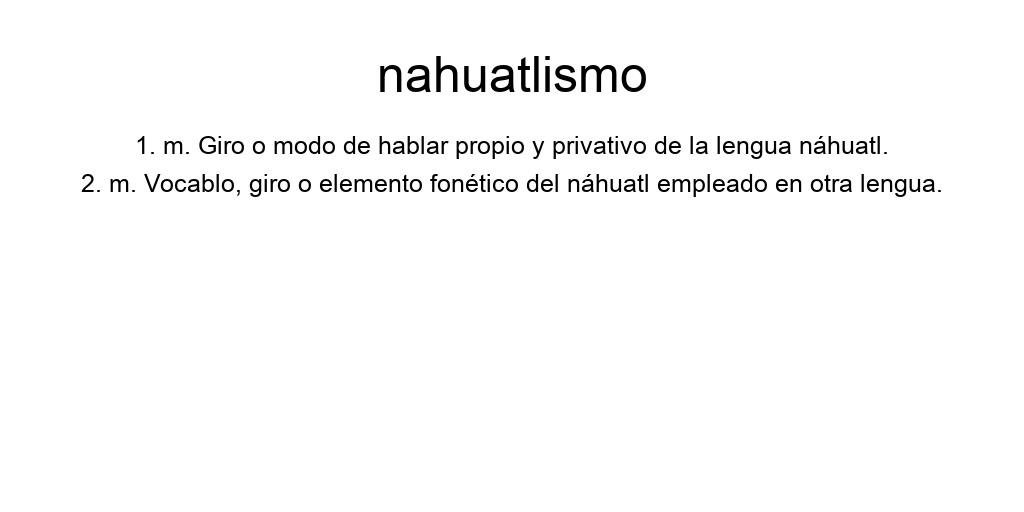 nahuatlismo
1. m. Giro o modo de hablar propio y privativo de la lengua náhuatl.
2. m. Vocablo, giro o elemento fonético del náhuatl empleado en otra lengua.